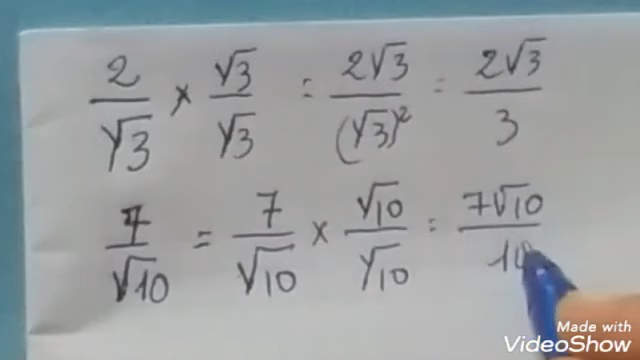 2/√3 × √3/√3 = 2√3/(√3)² = 2√3/3
7/√10 = 7/√10 × √10/√10 = 7√10/10
Made with
VideoShow